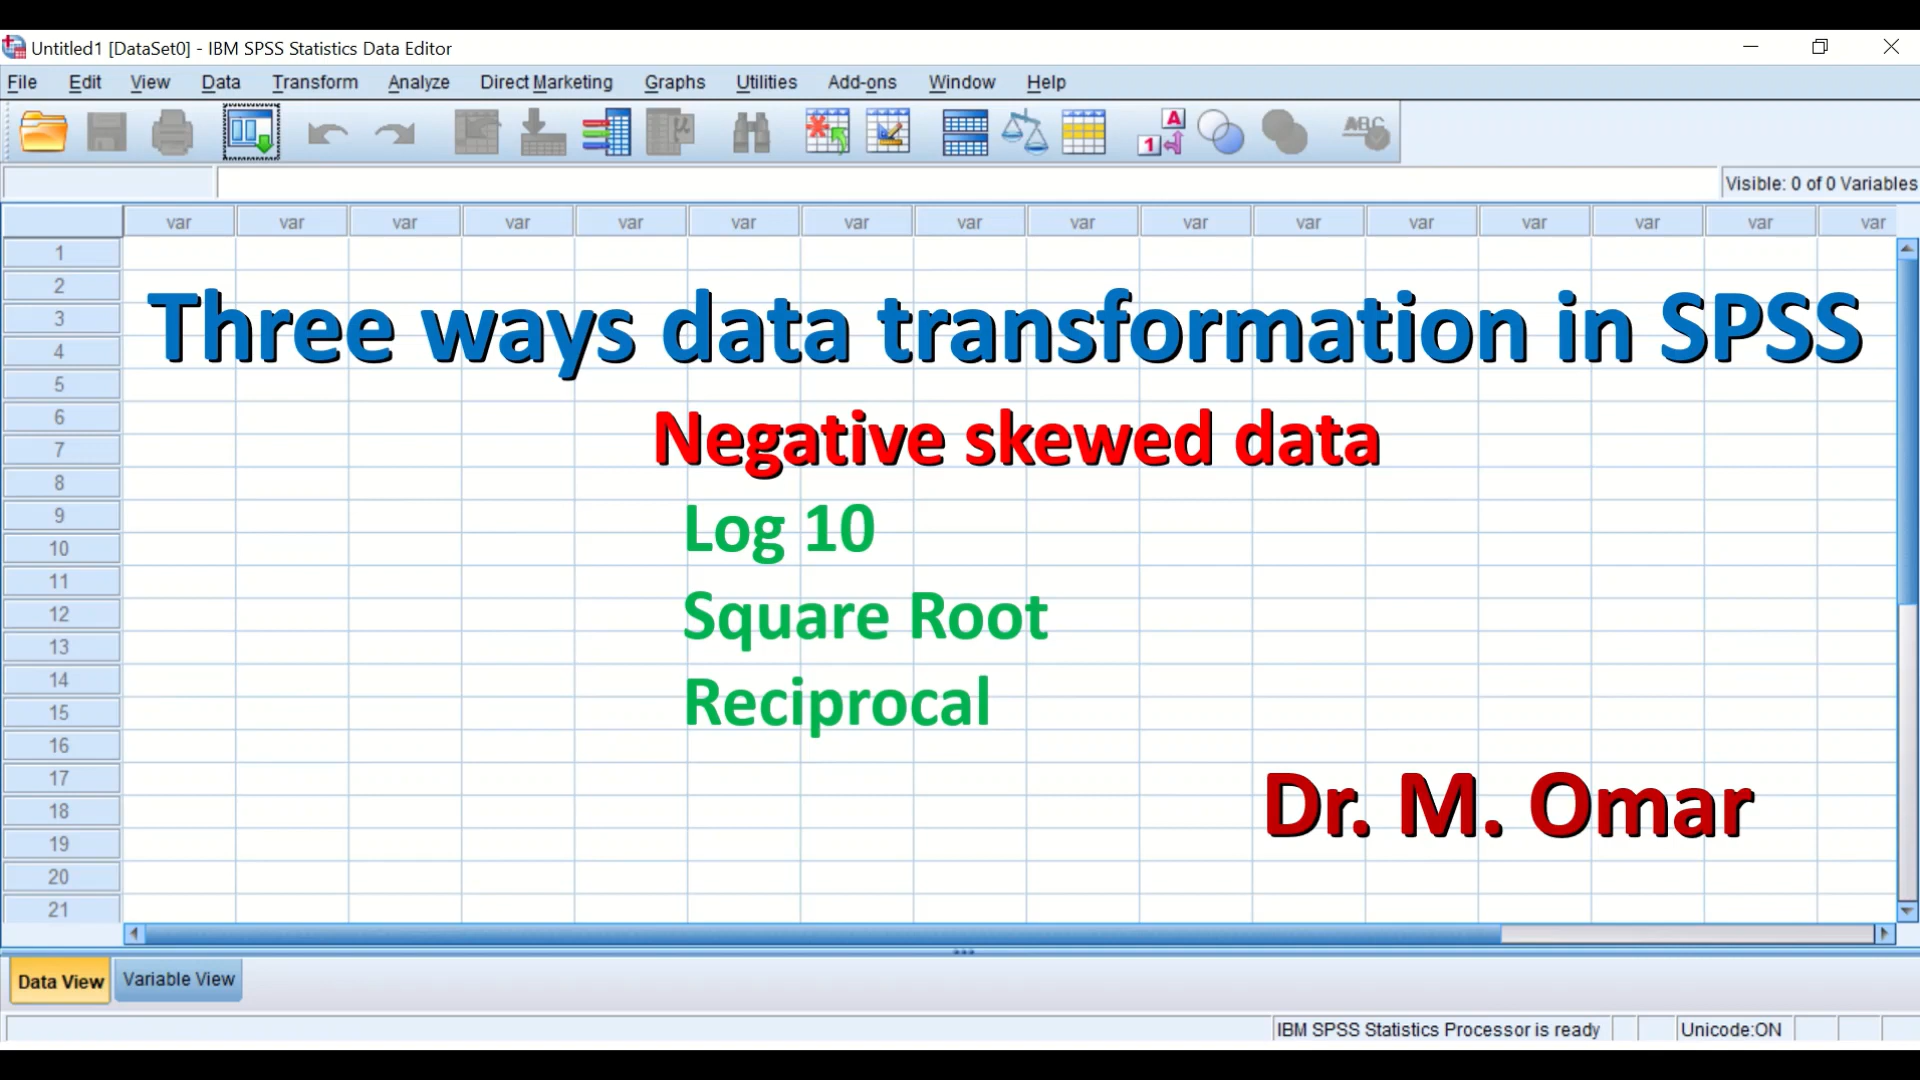 Untitled1 [DataSet0] - IBM SPSS Statistics Data Editor
File Edit View Data Transform Analyze Direct Marketing Graphs Utilities Add-ons Window Help
A
1
ABC
μ
Visible: 0 of 0 Variables
var var var var var var var var var var var var var var var var
1
2
3
4
5
6
7
8
9
10
11
12
13
14
15
16
17
18
19
20
21
Three ways data transformation in SPSS
Negative skewed data
Log 10
Square Root
Reciprocal
Dr. M. Omar
Data View Variable View
IBM SPSS Statistics Processor is ready Unicode:ON